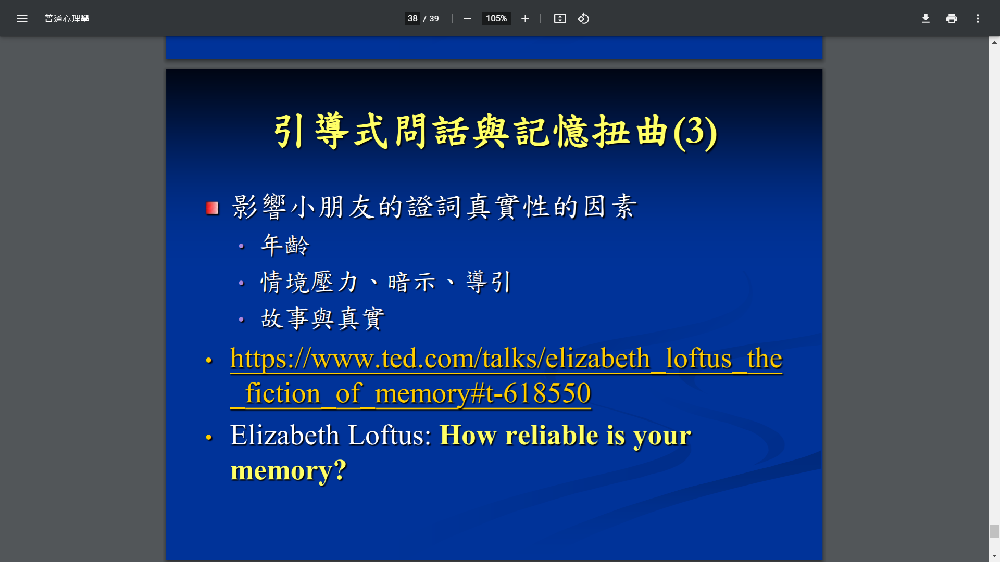 普通心理學
38 / 39
105%
引導式問話與記憶扭曲(3)
影響小朋友的證詞真實性的因素
• 年齡
• 情境壓力、暗示、導引
• 故事與真實
• https://www.ted.com/talks/elizabeth_loftus_the
_fiction_of_memory#t-618550
• Elizabeth Loftus: How reliable is your
memory?